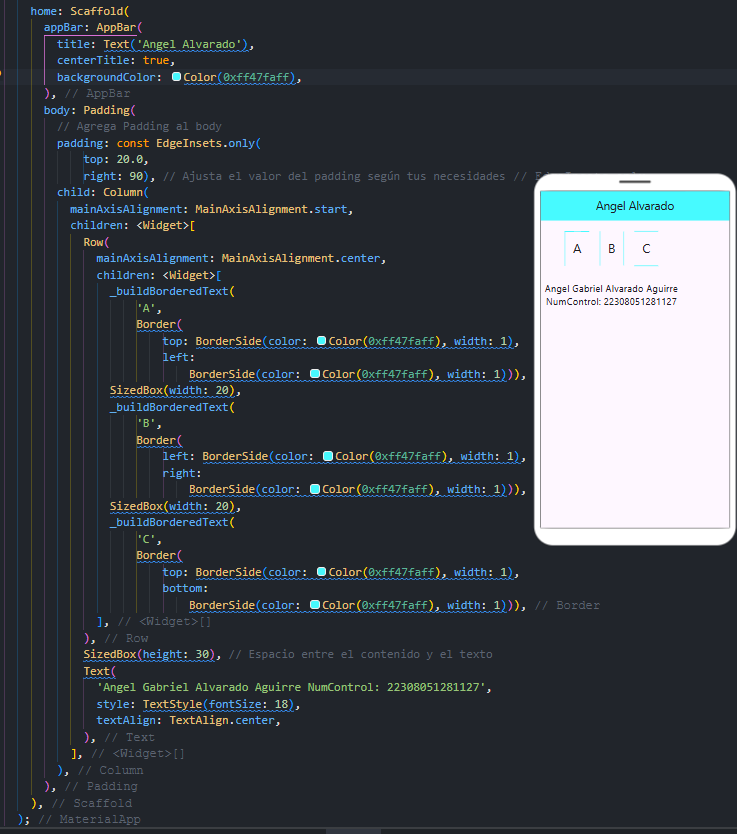 home: Scaffold(
appBar: AppBar(
title: Text('Angel Alvarado'),
centerTitle: true,
backgroundColor: Color(0xff47faff),
), // AppBar
body: Padding(
// Agrega Padding al body
padding: const EdgeInsets.only(
top: 20.0,
right: 90), // Ajusta el valor del padding según tus necesidades //
child: Column(
mainAxisAlignment: MainAxisAlignment.start,
children: <Widget>[
Row(
mainAxisAlignment: MainAxisAlignment.center,
children: <Widget>[
_buildBorderedText(
'A',
Border(
top: BorderSide(color: Color(0xff47faff), width: 1),
left:
BorderSide(color: Color(0xff47faff), width: 1))),
SizedBox(width: 20),
_buildBorderedText(
'B',
Border(
left: BorderSide(color: Color(0xff47faff), width: 1),
right:
BorderSide(color: Color(0xff47faff), width: 1))),
SizedBox(width: 20),
_buildBorderedText(
'C',
Border(
top: BorderSide(color: Color(0xff47faff), width: 1),
bottom:
BorderSide(color: Color(0xff47faff), width: 1))), // Border
], // <Widget>[]
), // Row
SizedBox(height: 30), // Espacio entre el contenido y el texto
Text(
'Angel Gabriel Alvarado Aguirre NumControl: 22308051281127',
style: TextStyle(fontSize: 18),
textAlign: TextAlign.center,
), // Text
], // <Widget>[]
), // Column
), // Padding
), // Scaffold
); // MaterialApp
Angel Alvarado
A B C
Angel Gabriel Alvarado Aguirre
NumControl: 22308051281127